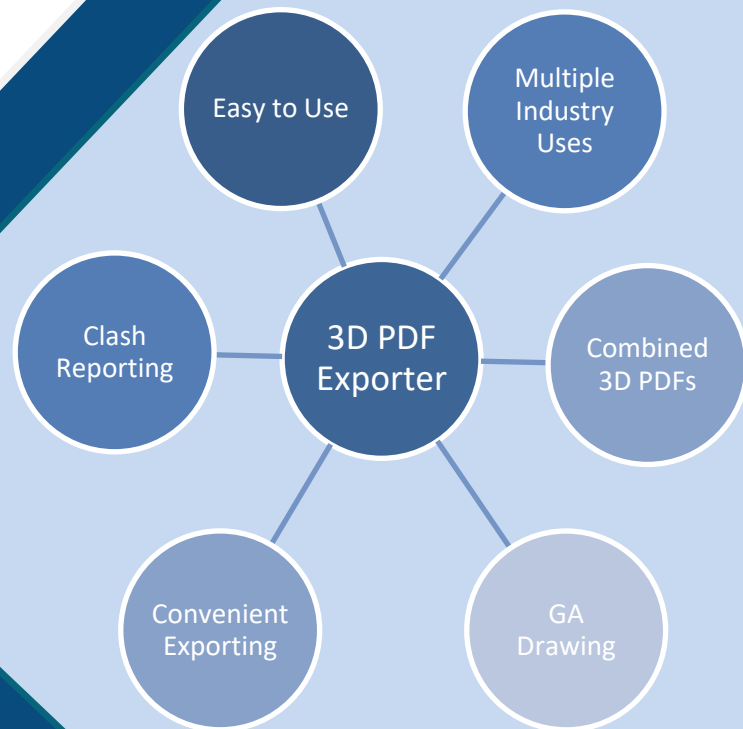 Easy to Use
Multiple
Industry
Uses
Clash
Reporting
3D PDF
Exporter
Combined
3D PDFs
Convenient
Exporting
GA
Drawing